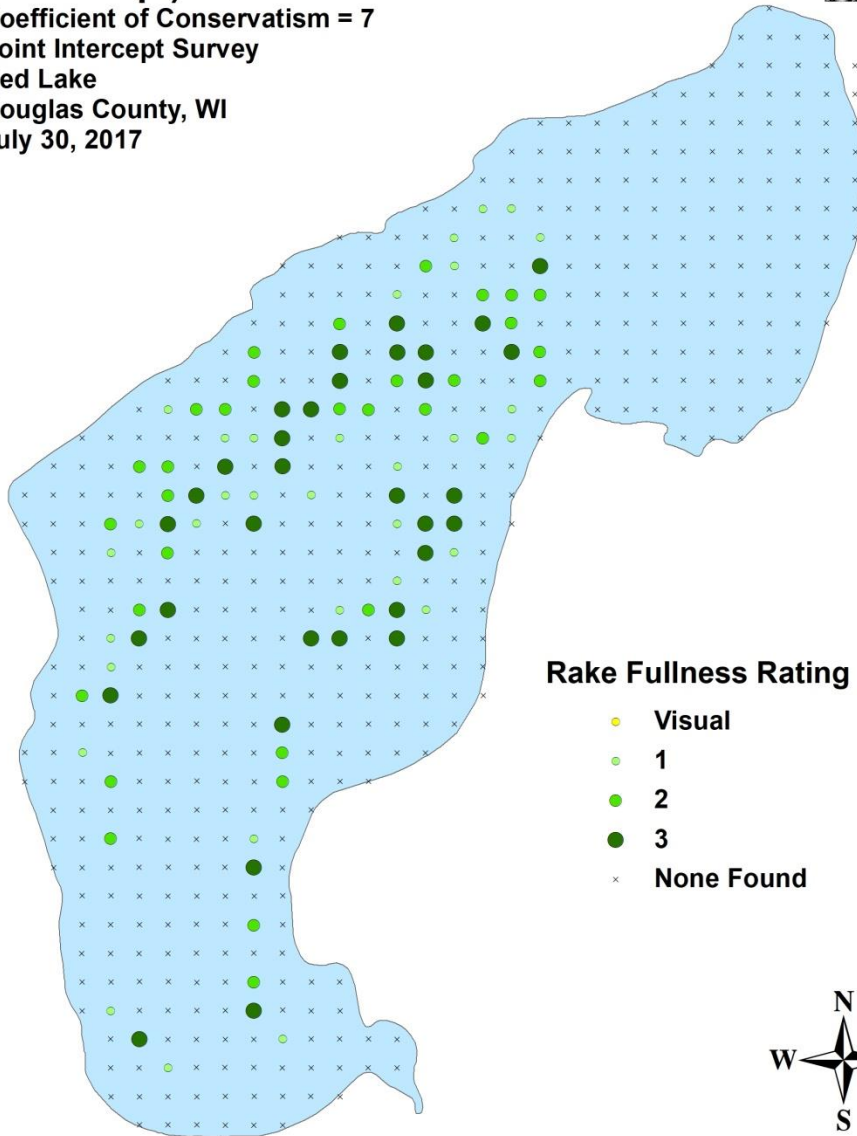 oefficient of Conservatism = 7
oint Intercept Survey
ed Lake
ouglas County, WI
uly 30, 2017
Rake Fullness Rating
Visual
1
2
3
None Found
N
W
S